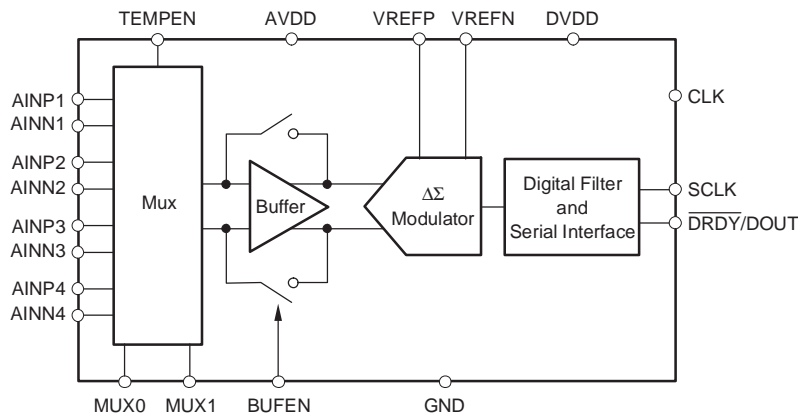 TEMPEN AVDD VREFP VREFN DVDD
AINP1
AINN1
AINP2
AINN2
AINP3
AINN3
AINP4
AINN4
Mux
Buffer
ΔΣ
Modulator
Digital Filter
and
Serial Interface
CLK
SCLK
DRDY/DOUT
MUX0 MUX1 BUFEN GND